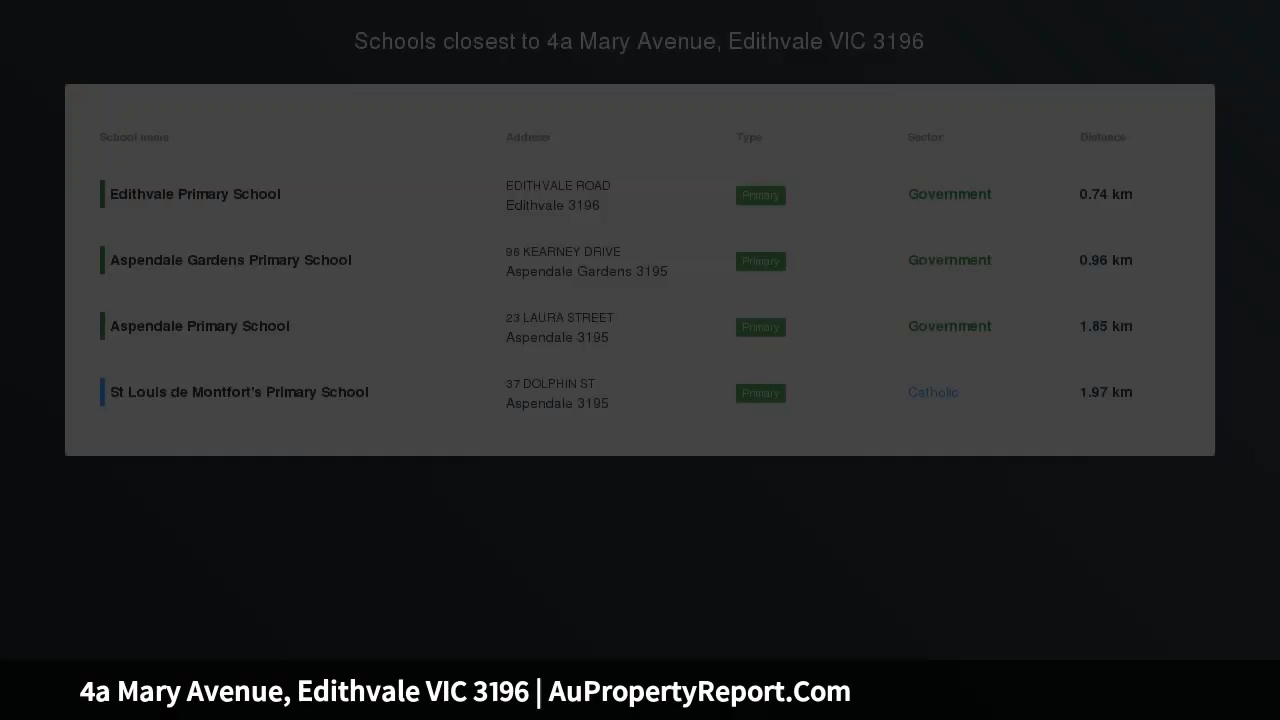 Schools closest to 4a Mary Avenue, Edithvale VIC 3196
School name Address Type Sector Distance
Edithvale Primary School EDITHVALE ROAD Edithvale 3196 Primary Government 0.74 km
Aspendale Gardens Primary School 96 KEARNEY DRIVE Aspendale Gardens 3195 Primary Government 0.96 km
Aspendale Primary School 23 LAURA STREET Aspendale 3195 Primary Government 1.85 km
St Louis de Montfort's Primary School 37 DOLPHIN ST Aspendale 3195 Primary Catholic 1.97 km
4a Mary Avenue, Edithvale VIC 3196 | AuPropertyReport.Com